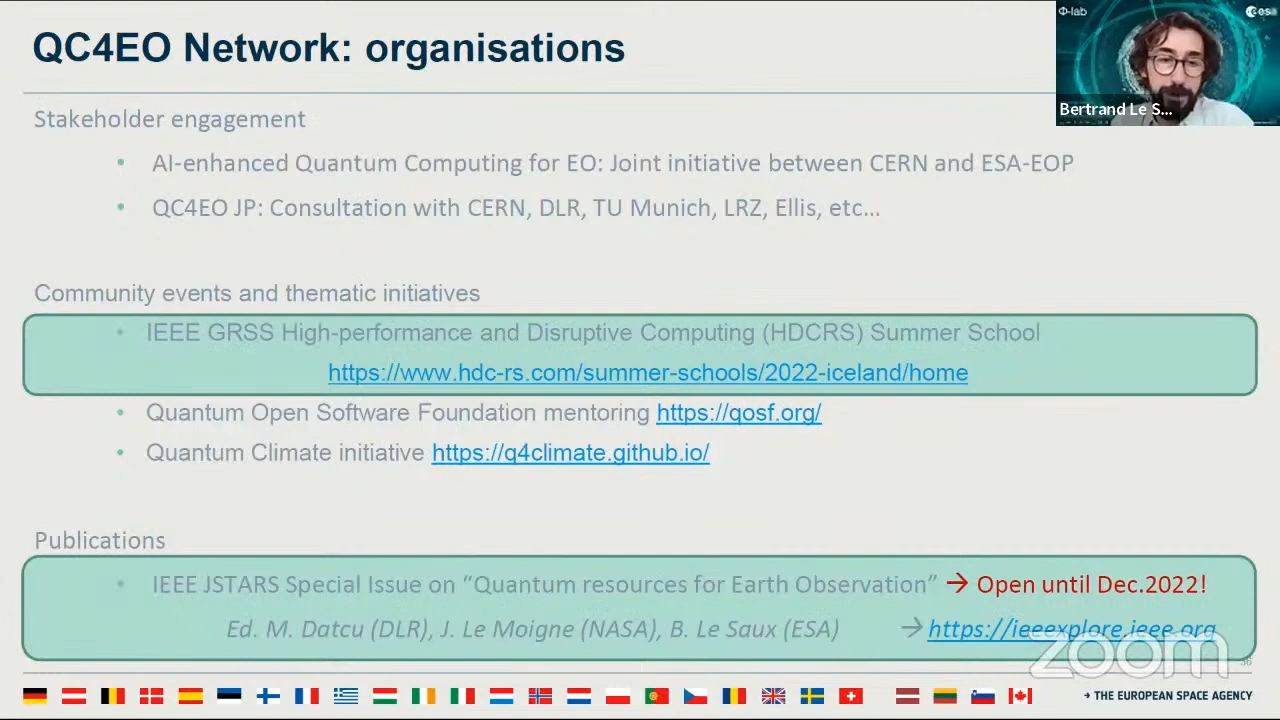 QC4EO Network: organisations
Φ-lab
esa
Bertrand Le S...
Stakeholder engagement
• AI-enhanced Quantum Computing for EO: Joint initiative between CERN and ESA-EOP
• QC4EO JP: Consultation with CERN, DLR, TU Munich, LRZ, Ellis, etc…
Community events and thematic initiatives
• IEEE GRSS High-performance and Disruptive Computing (HDCRS) Summer School
https://www.hdc-rs.com/summer-schools/2022-iceland/home
• Quantum Open Software Foundation mentoring https://qosf.org/
• Quantum Climate initiative https://q4climate.github.io/
Publications
• IEEE JSTARS Special Issue on “Quantum resources for Earth Observation” → Open until Dec.2022!
Ed. M. Datcu (DLR), J. Le Moigne (NASA), B. Le Saux (ESA) → https://ieeexplore.ieee.org
zoom
36
→ THE EUROPEAN SPACE AGENCY